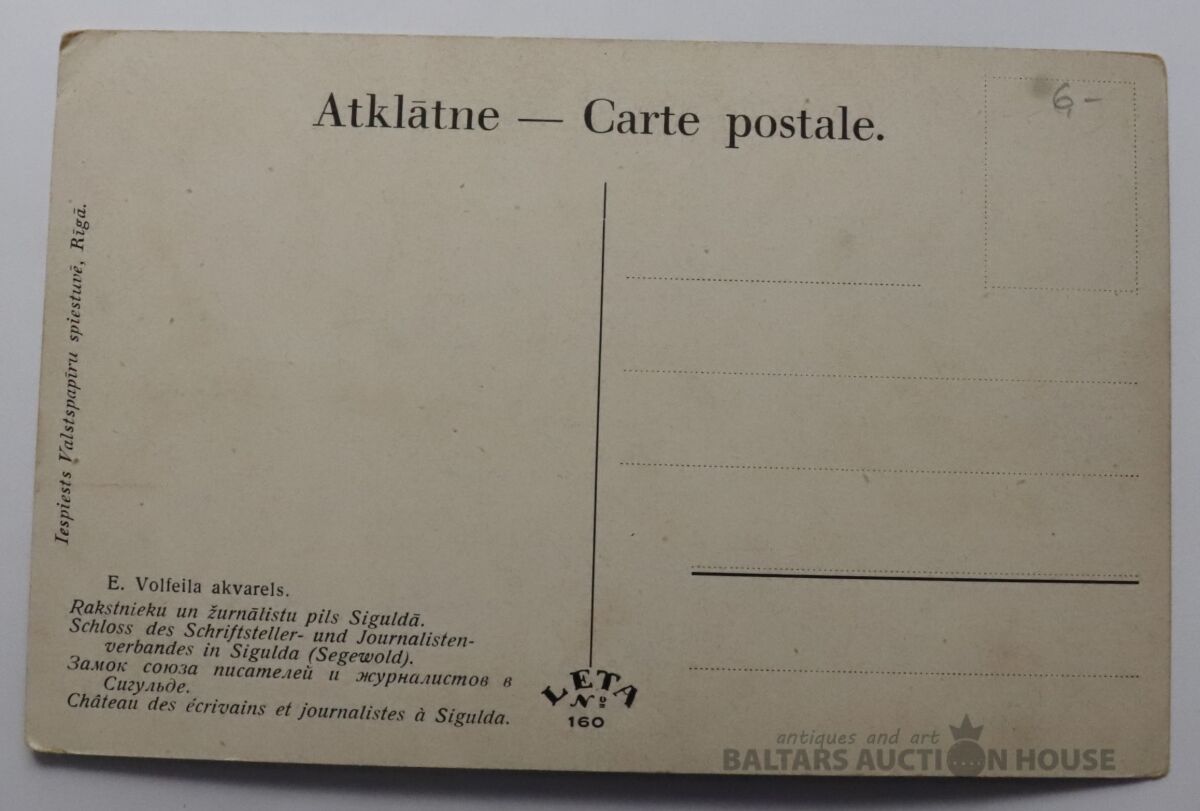 Atklātne — Carte postale.
6,–
Iespiests Valstspapīru spiestuvē, Rīgā.
E. Volfeila akvarels.
Rakstnieku un žurnālistu pils Siguldā.
Schloss des Schriftsteller- und Journalisten-
verbandes in Sigulda (Segewold).
Замок союза писателей и журналистов в
Сигульде.
Château des écrivains et journalistes à Sigulda.
LETA
№
160
antiques and art
BALTARS AUCTION HOUSE